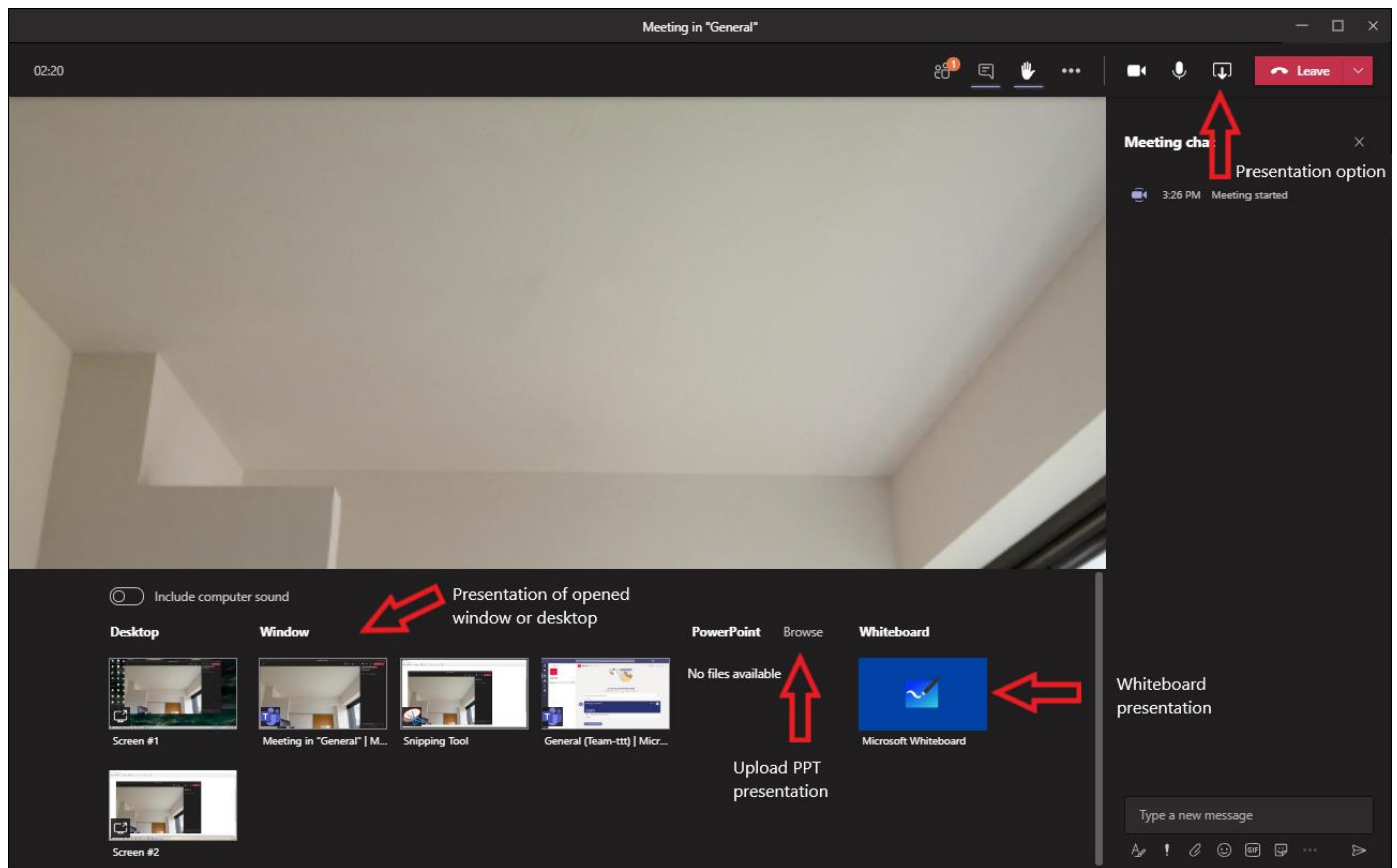 Meeting in "General"
02:20
1
Leave
Meeting chat
Presentation option
3:26 PM Meeting started
Include computer sound
Presentation of opened
window or desktop
Desktop
Window
PowerPoint Browse
Whiteboard
No files available
Screen #1
Meeting in "General" | M...
Snipping Tool
General (Team-ttt) | Micr...
Microsoft Whiteboard
Whiteboard
presentation
Upload PPT
presentation
Screen #2
Type a new message
GIF